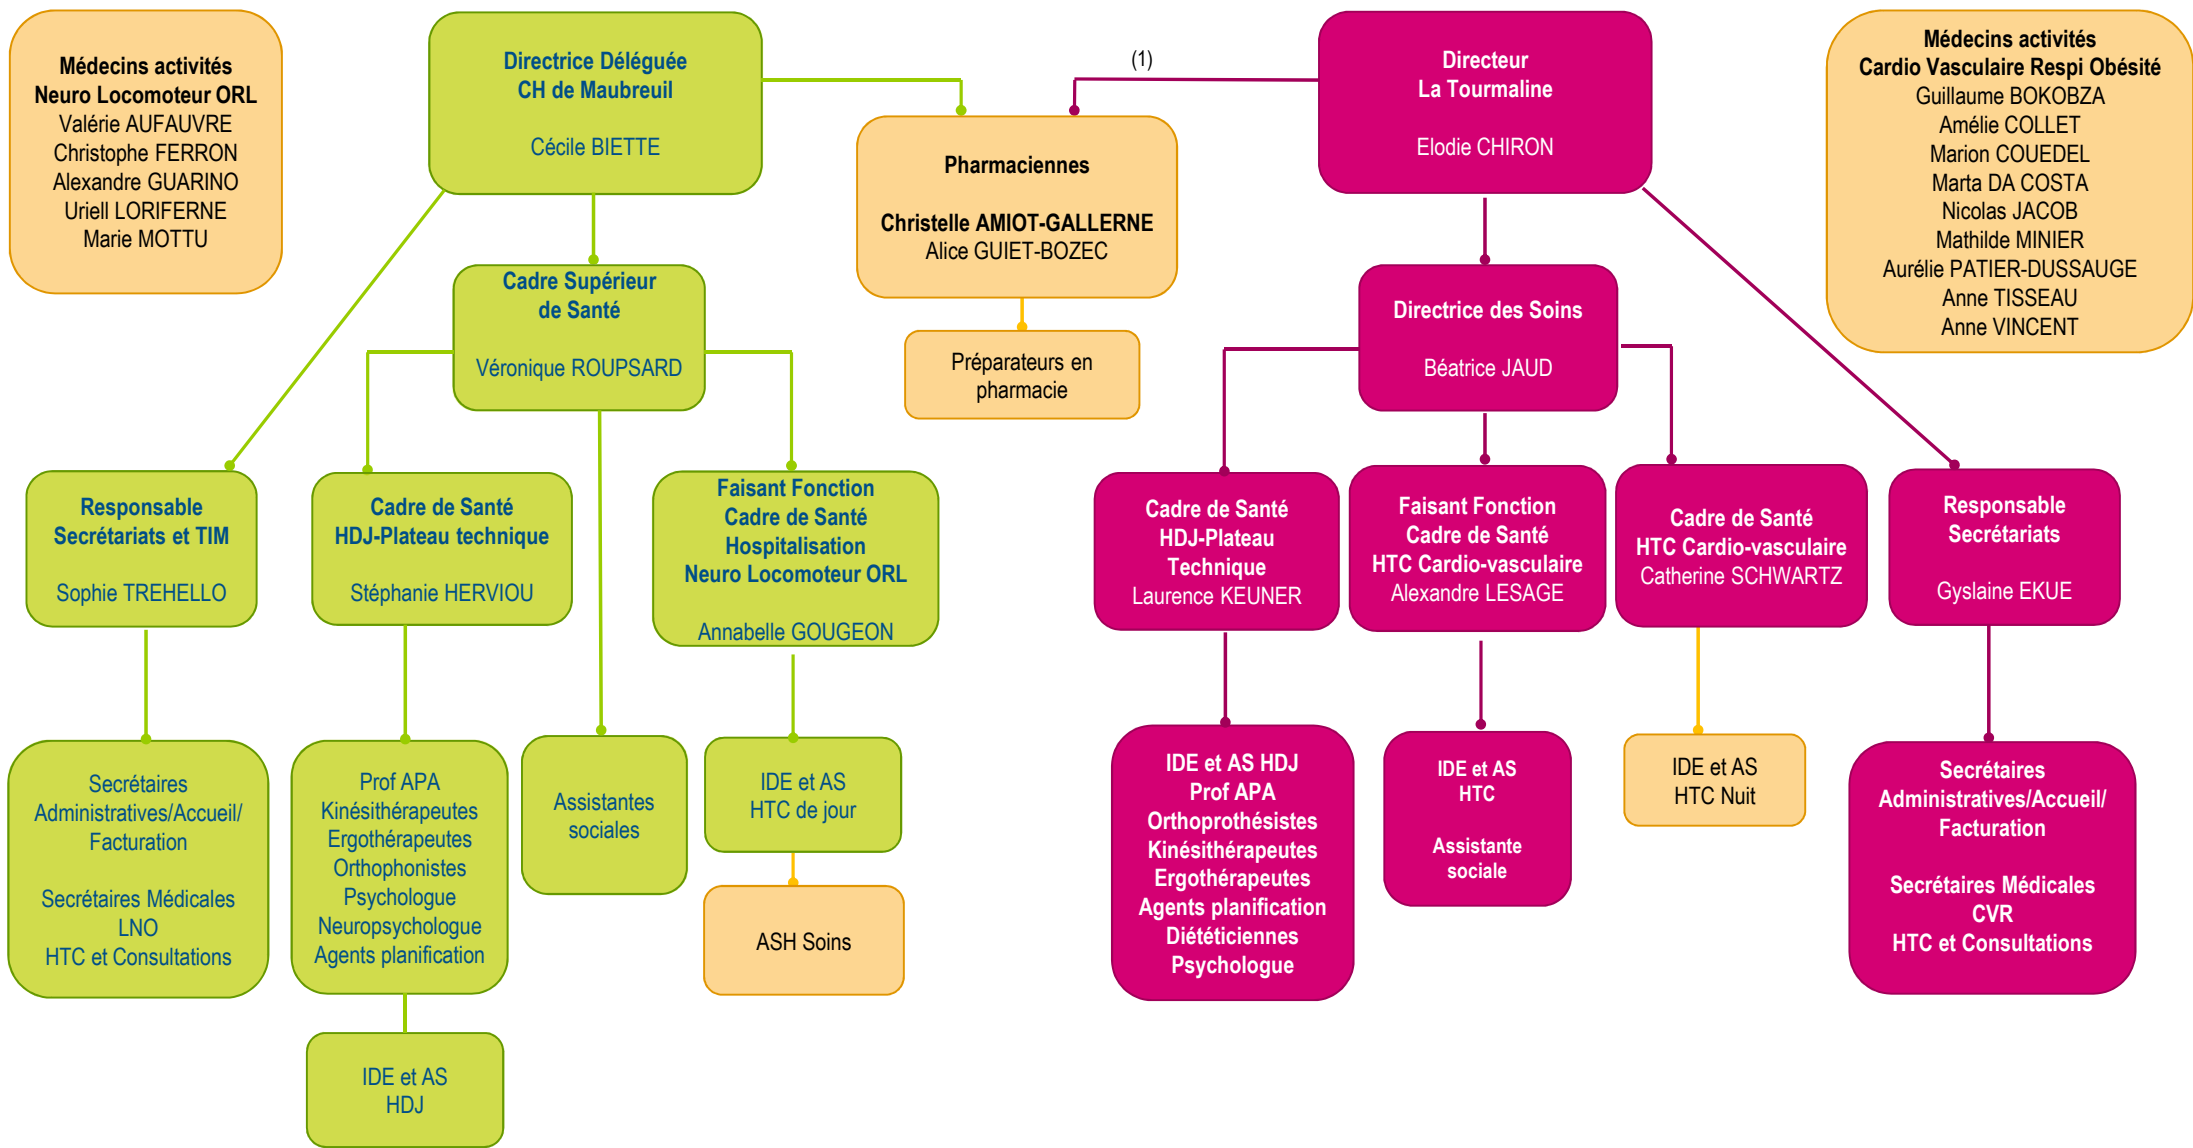 Médecins activités
Neuro Locomoteur ORL
Valérie AUFAUVRE
Christophe FERRON
Alexandre GUARINO
Uriell LORIFERNE
Marie MOTTU
Directrice Déléguée
CH de Maubreuil
Cécile BIETTE
(1)
Directeur
La Tourmaline
Elodie CHIRON
Médecins activités
Cardio Vasculaire Respi Obésité
Guillaume BOKOBZA
Amélie COLLET
Marion COUEDEL
Marta DA COSTA
Nicolas JACOB
Mathilde MINIER
Aurélie PATIER-DUSSAUGE
Anne TISSEAU
Anne VINCENT
Pharmaciennes
Christelle AMIOT-GALLERNE
Alice GUIET-BOZEC
Cadre Supérieur
de Santé
Véronique ROUPSARD
Préparateurs en
pharmacie
Directrice des Soins
Béatrice JAUD
Responsable
Secrétariats et TIM
Sophie TREHELLO
Cadre de Santé
HDJ-Plateau technique
Stéphanie HERVIOU
Faisant Fonction
Cadre de Santé
Hospitalisation
Neuro Locomoteur ORL
Annabelle GOUGEON
Cadre de Santé
HDJ-Plateau
Technique
Laurence KEUNER
Faisant Fonction
Cadre de Santé
HTC Cardio-vasculaire
Alexandre LESAGE
Cadre de Santé
HTC Cardio-vasculaire
Catherine SCHWARTZ
Responsable
Secrétariats
Gyslaine EKUE
Secrétaires
Administratives/Accueil/
Facturation
Secrétaires Médicales
LNO
HTC et Consultations
Prof APA
Kinésithérapeutes
Ergothérapeutes
Orthophonistes
Psychologue
Neuropsychologue
Agents planification
Assistantes
sociales
IDE et AS
HTC de jour
ASH Soins
IDE et AS
HDJ
IDE et AS HDJ
Prof APA
Orthoprothésistes
Kinésithérapeutes
Ergothérapeutes
Agents planification
Diététiciennes
Psychologue
IDE et AS
HTC
Assistante
sociale
IDE et AS
HTC Nuit
Secrétaires
Administratives/Accueil/
Facturation
Secrétaires Médicales
CVR
HTC et Consultations